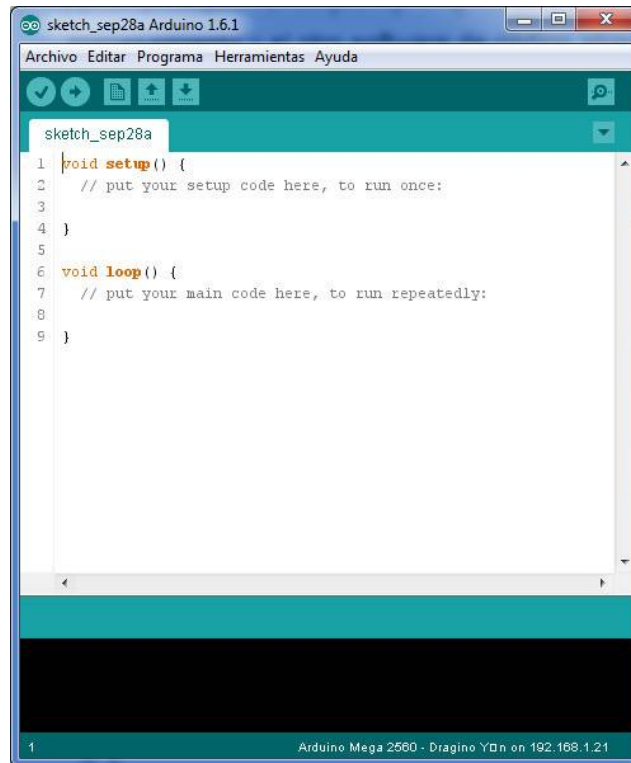 sketch_sep28a Arduino 1.6.1
Archivo Editar Programa Herramientas Ayuda
sketch_sep28a
1 void setup() {
2 // put your setup code here, to run once:
3
4 }
5
6 void loop() {
7 // put your main code here, to run repeatedly:
8
9 }
1 Arduino Mega 2560 - Dragino Y□n on 192.168.1.21